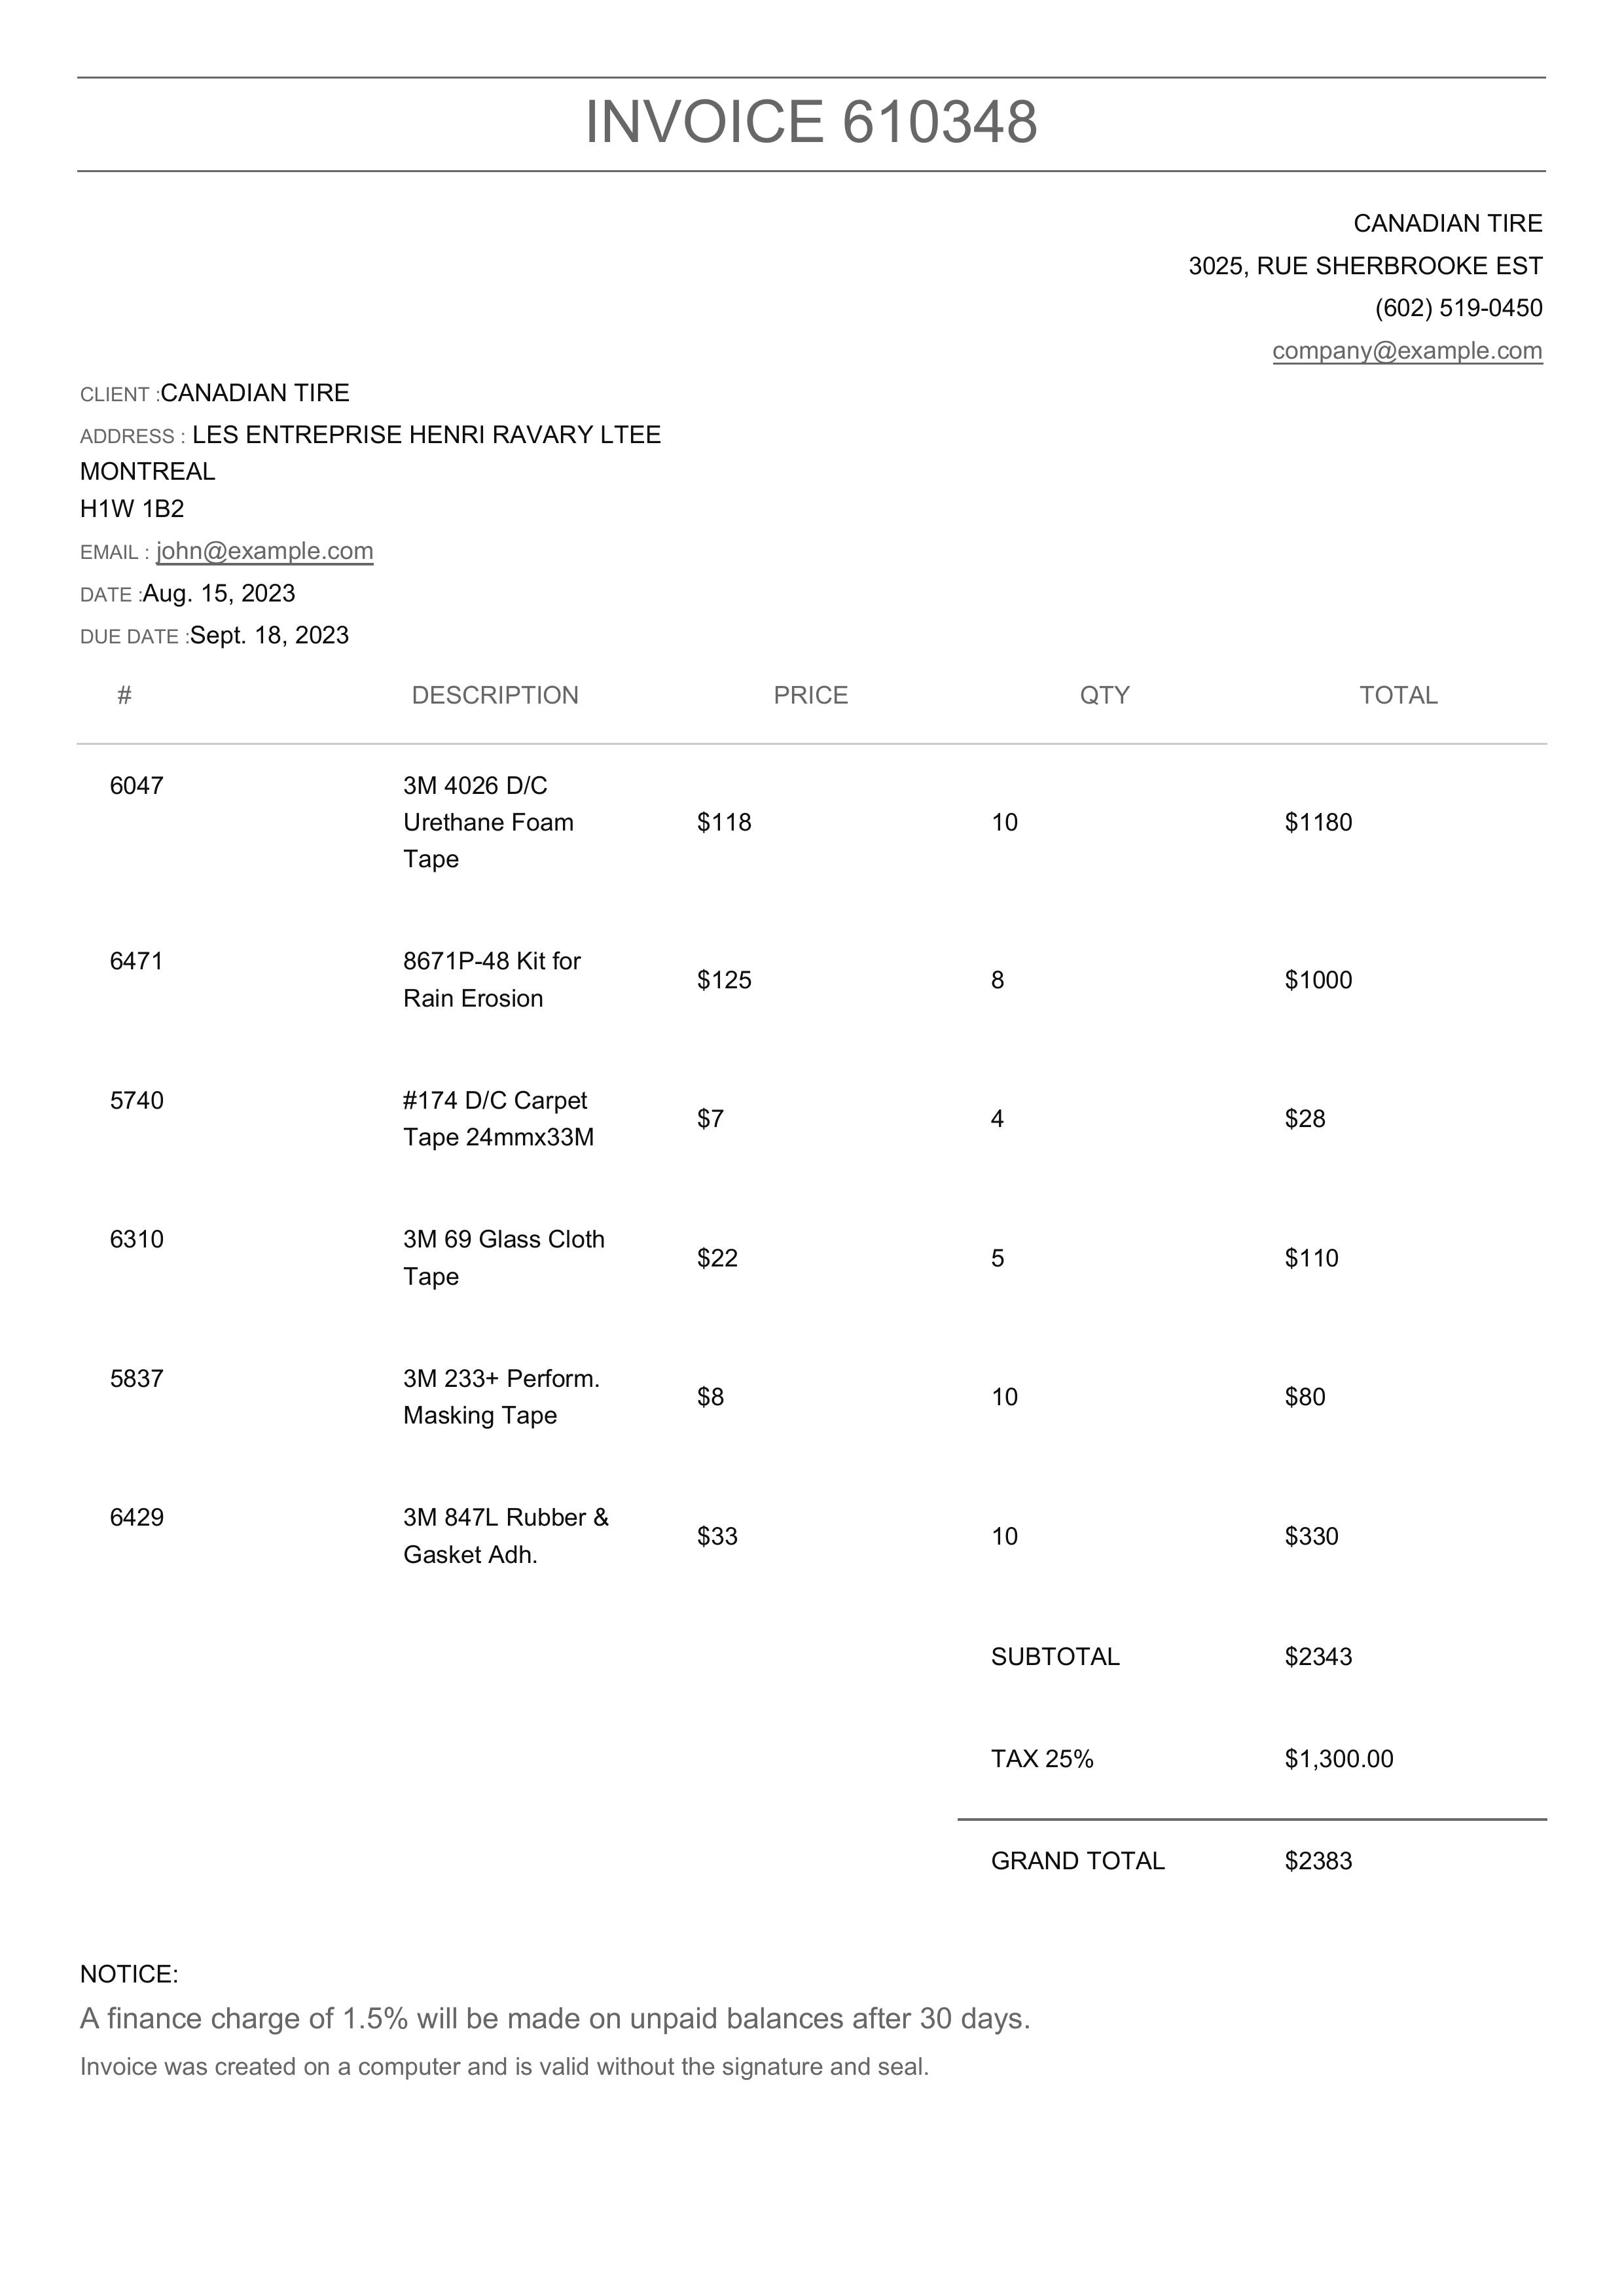 INVOICE 610348
CANADIAN TIRE
3025, RUE SHERBROOKE EST
(602) 519-0450
company@example.com
CLIENT :CANADIAN TIRE
ADDRESS : LES ENTREPRISE HENRI RAVARY LTEE
MONTREAL
H1W 1B2
EMAIL : john@example.com
DATE :Aug. 15, 2023
DUE DATE :Sept. 18, 2023
# DESCRIPTION PRICE QTY TOTAL
6047 3M 4026 D/C
Urethane Foam $118 10 $1180
Tape
6471 8671P-48 Kit for
Rain Erosion $125 8 $1000
5740 #174 D/C Carpet
Tape 24mmx33M $7 4 $28
6310 3M 69 Glass Cloth
Tape $22 5 $110
5837 3M 233+ Perform.
Masking Tape $8 10 $80
6429 3M 847L Rubber &
Gasket Adh. $33 10 $330
SUBTOTAL $2343
TAX 25% $1,300.00
GRAND TOTAL $2383
NOTICE:
A finance charge of 1.5% will be made on unpaid balances after 30 days.
Invoice was created on a computer and is valid without the signature and seal.